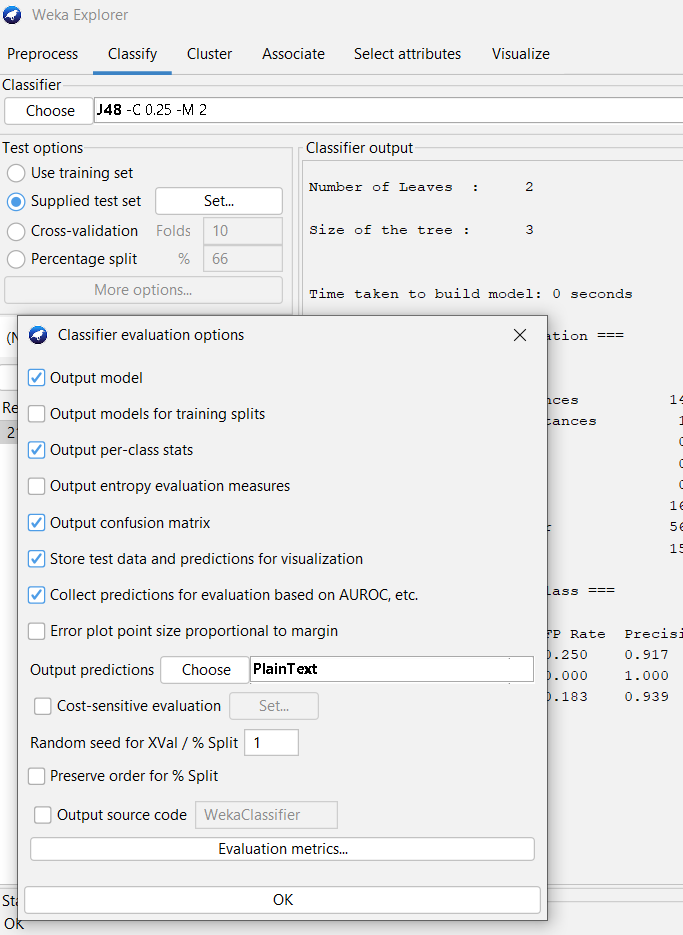 Weka Explorer
Preprocess Classify Cluster Associate Select attributes Visualize
Classifier
Choose J48 -C 0.25 -M 2
Test options
Use training set
Supplied test set Set...
Cross-validation Folds 10
Percentage split % 66
More options...
Classifier output
Number of Leaves : 2
Size of the tree : 3
Time taken to build model: 0 seconds
ation ===
nces 14
tances 1
0
0
0
16
r 56
15
lass ===
FP Rate Precisi
0.250 0.917
0.000 1.000
0.183 0.939
(N
Re
2
Classifier evaluation options
Output model
Output models for training splits
Output per-class stats
Output entropy evaluation measures
Output confusion matrix
Store test data and predictions for visualization
Collect predictions for evaluation based on AUROC, etc.
Error plot point size proportional to margin
Output predictions Choose PlainText
Cost-sensitive evaluation Set...
Random seed for XVal / % Split 1
Preserve order for % Split
Output source code WekaClassifier
Evaluation metrics...
OK
Sta
OK